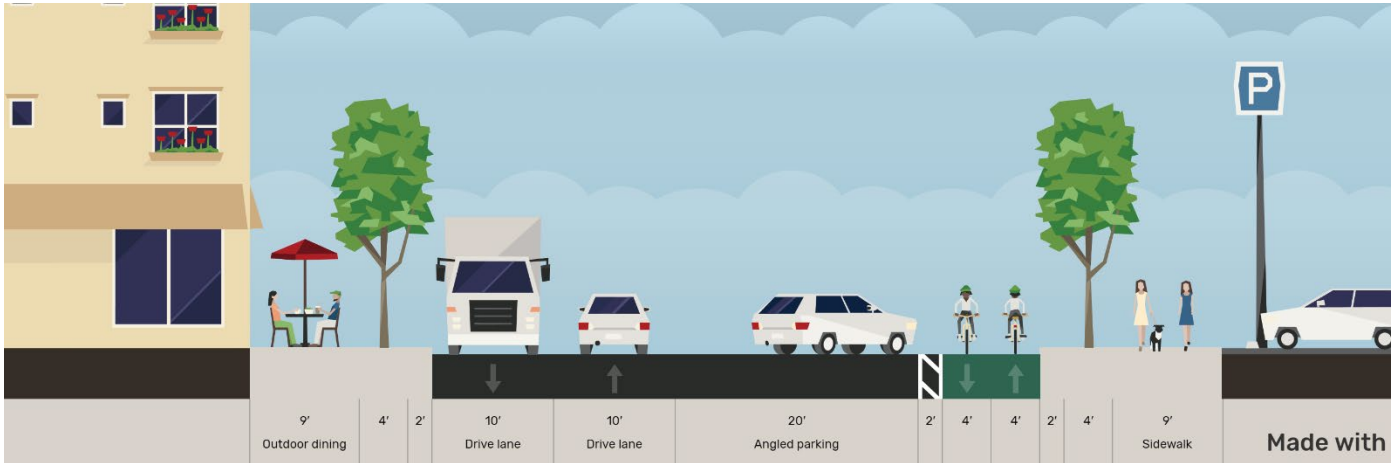 P
9' 4' 2' 10' 10' 20' 2' 4' 4' 2' 4' 9'
Outdoor dining Drive lane Drive lane Angled parking Sidewalk
Made with